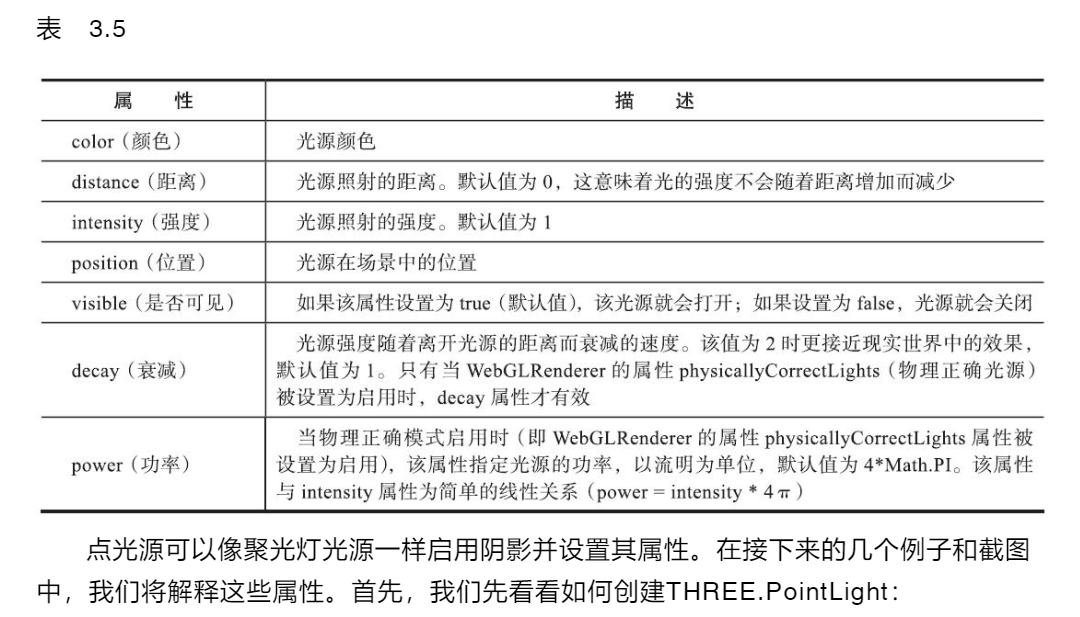 表 3.5
属 性 描 述
color（颜色） 光源颜色
distance（距离） 光源照射的距离。默认值为 0，这意味着光的强度不会随着距离增加而减少
intensity（强度） 光源照射的强度。默认值为 1
position（位置） 光源在场景中的位置
visible（是否可见） 如果该属性设置为 true（默认值），该光源就会打开；如果设置为 false，光源就会关闭
光源强度随着离开光源的距离而衰减的速度。该值为 2 时更接近现实世界中的效果，
decay（衰减） 默认值为 1。只有当 WebGLRenderer 的属性 physicallyCorrectLights（物理正确光源）
被设置为启用时，decay 属性才有效
当物理正确模式启用时（即 WebGLRenderer 的属性 physicallyCorrectLights 属性被
power（功率） 设置为启用），该属性指定光源的功率，以流明为单位，默认值为 4*Math.PI。该属性
与 intensity 属性为简单的线性关系（power = intensity * 4π）
点光源可以像聚光灯光源一样启用阴影并设置其属性。在接下来的几个例子和截图
中，我们将解释这些属性。首先，我们先看看如何创建THREE.PointLight：